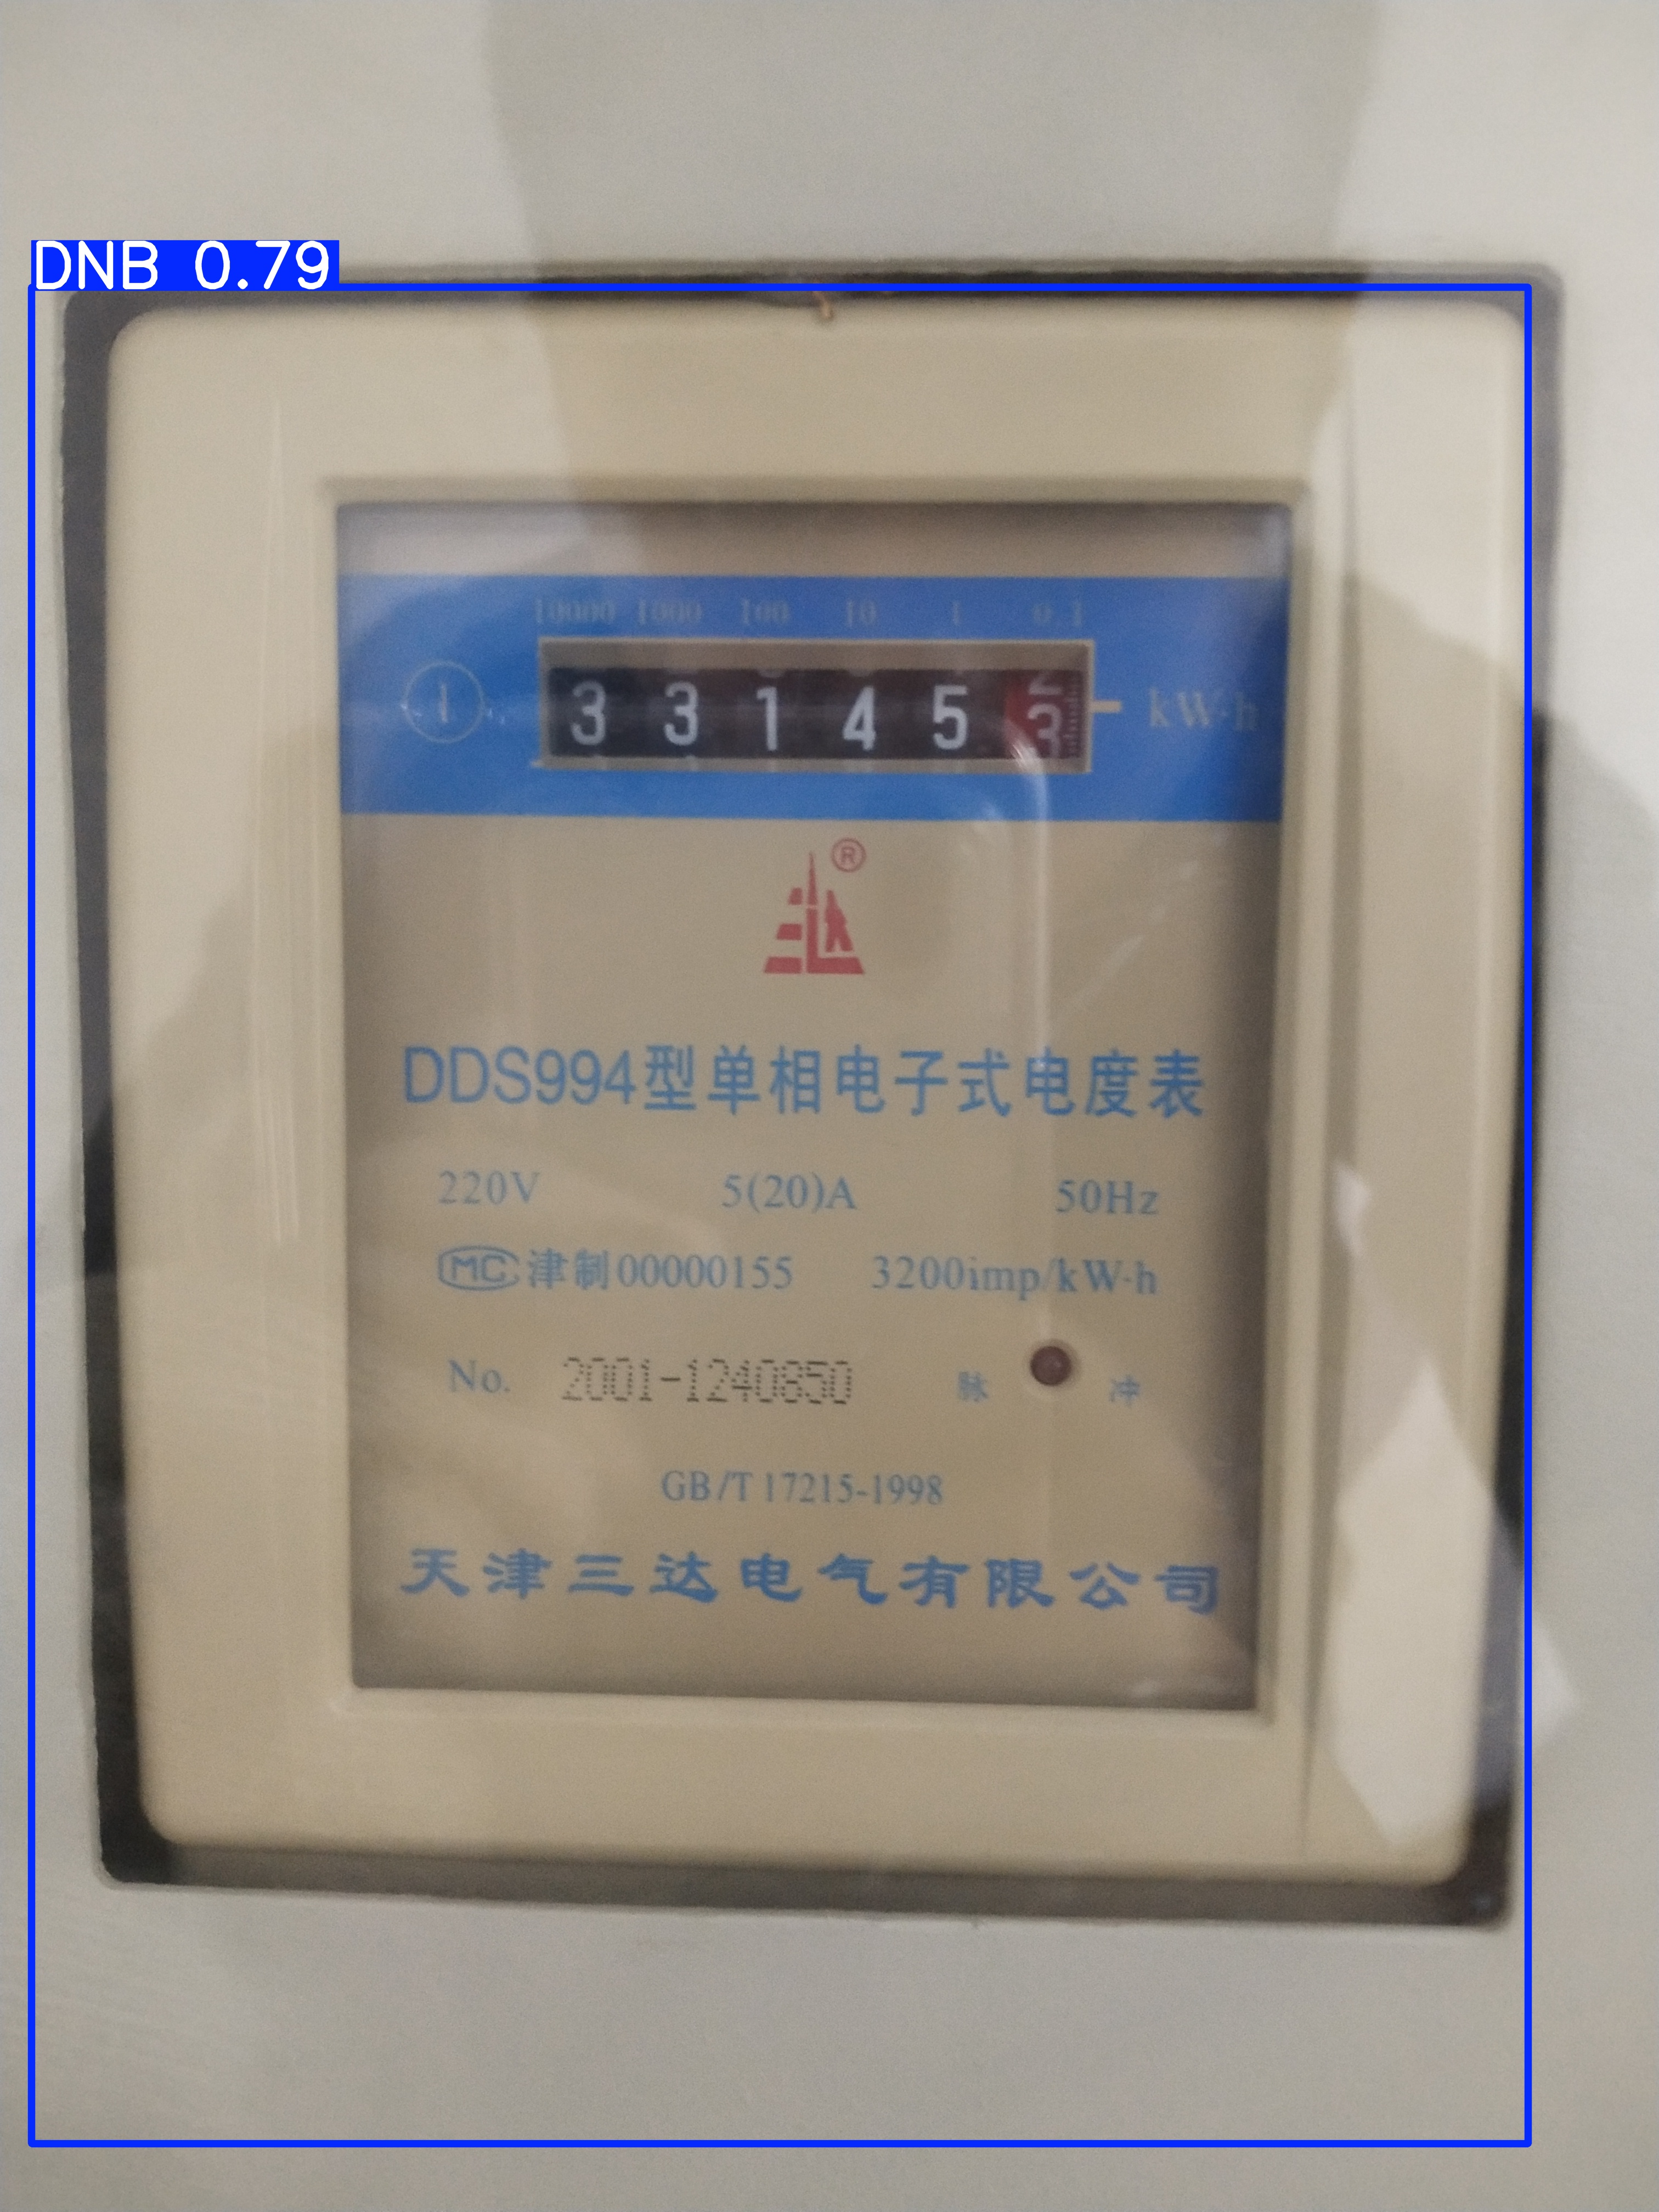 DNB 0.79
10000 1000 100 10 1 0.1
3 3 1 4 5 3 kW·h
®
DDS994型单相电子式电度表
220V 5(20)A 50Hz
MC 津制00000155 3200imp/kW·h
No. 2001-1240850 脉 冲
GB/T 17215-1998
天津三达电气有限公司